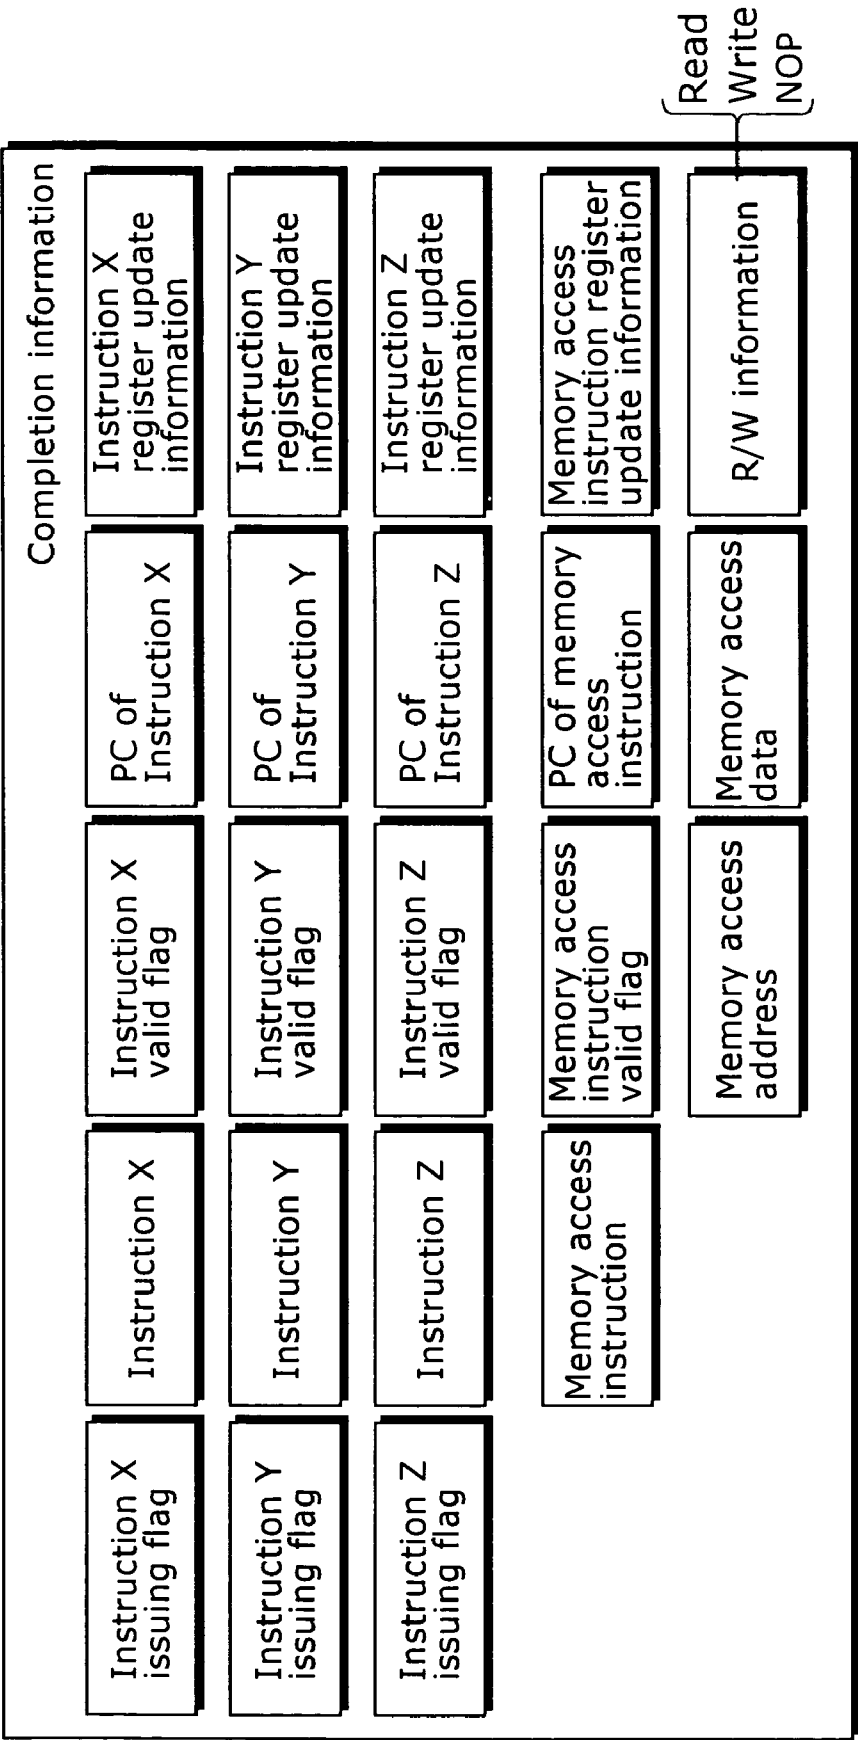 Completion information
Instruction X
issuing flag
Instruction X
Instruction X
valid flag
PC of
Instruction X
Instruction X
register update
information
Instruction Y
issuing flag
Instruction Y
Instruction Y
valid flag
PC of
Instruction Y
Instruction Y
register update
information
Instruction Z
issuing flag
Instruction Z
Instruction Z
valid flag
PC of
Instruction Z
Instruction Z
register update
information
Memory access
instruction
Memory access
instruction
valid flag
PC of memory
access
instruction
Memory access
instruction register
update information
Memory access
address
Memory access
data
R/W information
Read
Write
NOP